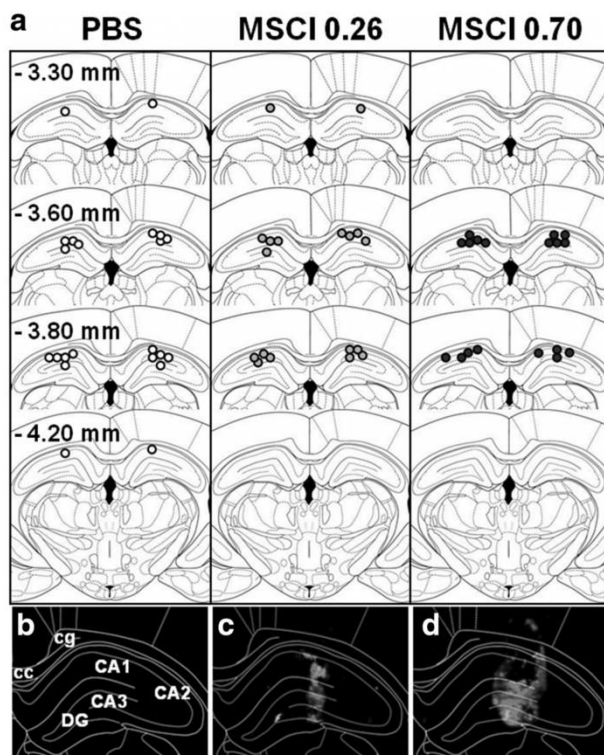 a PBS MSCI 0.26 MSCI 0.70
- 3.30 mm
- 3.60 mm
- 3.80 mm
- 4.20 mm
b c d
cg
cc CA1
CA3 CA2
DG